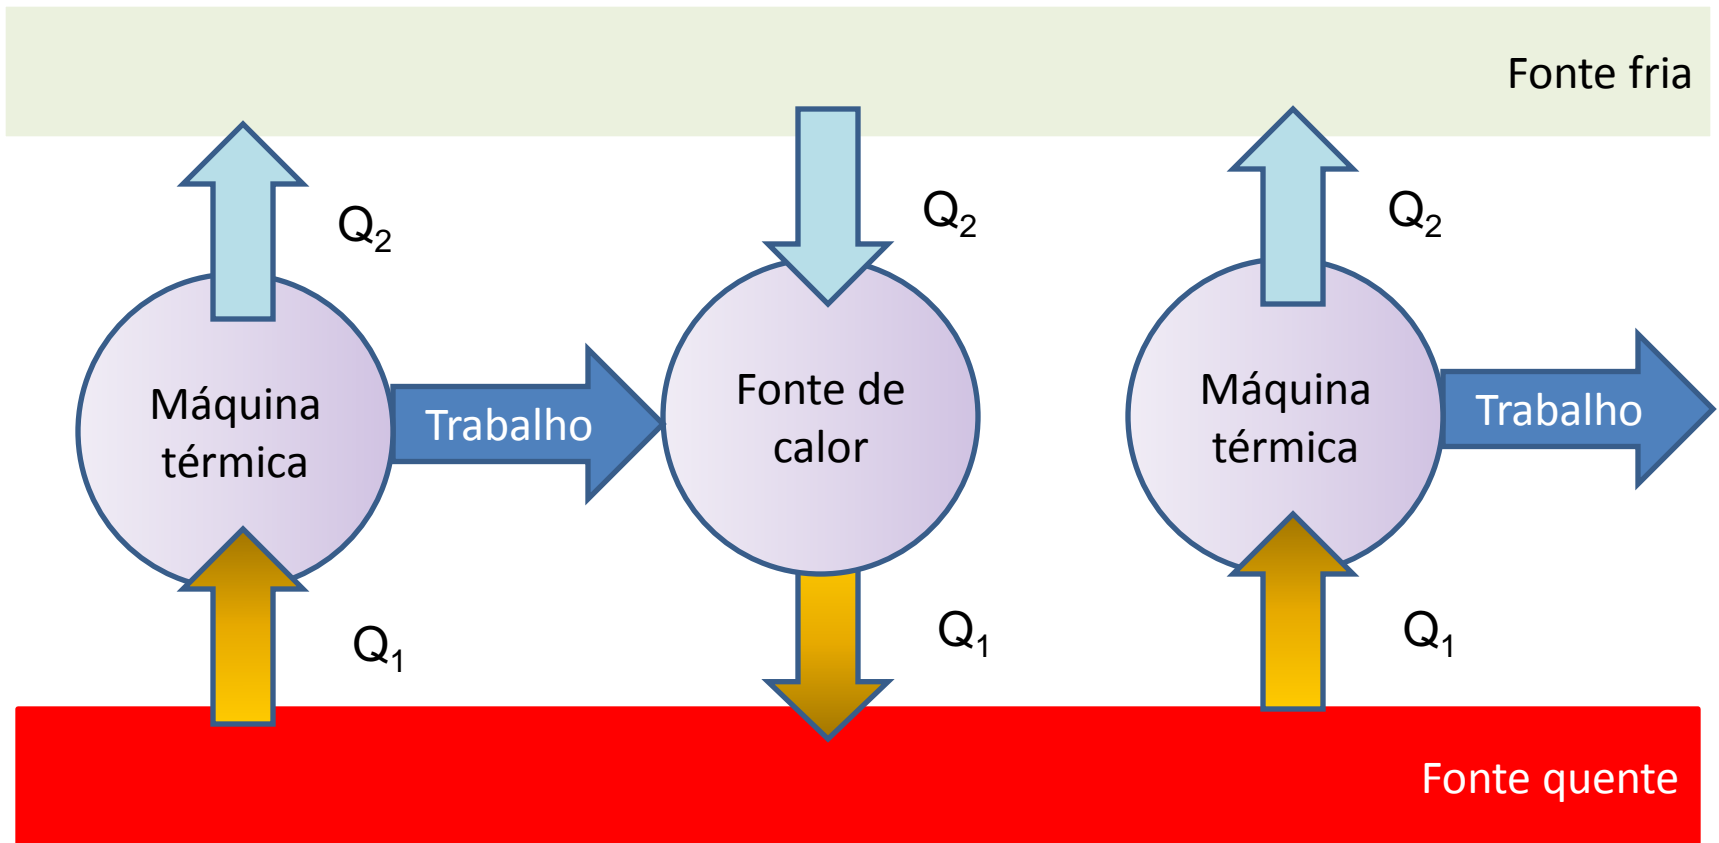 Fonte fria
Q2
Q2
Q2
Máquina
térmica
Trabalho
Fonte de
calor
Máquina
térmica
Trabalho
Q1
Q1
Q1
Fonte quente